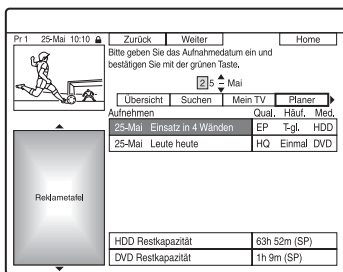 Pr 1 25-Mai 10:10 Zurück Weiter Home
Bitte geben Sie das Aufnahmedatum ein und
bestätigen Sie mit der grünen Taste.
25 Mai
Übersicht Suchen Mein TV Planer
Aufnehmen Qual. Häuf. Med.
25-Mai Einsatz in 4 Wänden EP T-gl. HDD
25-Mai Leute heute HQ Einmal DVD
Reklametafel
HDD Restkapazität 63h 52m (SP)
DVD Restkapazität 1h 9m (SP)